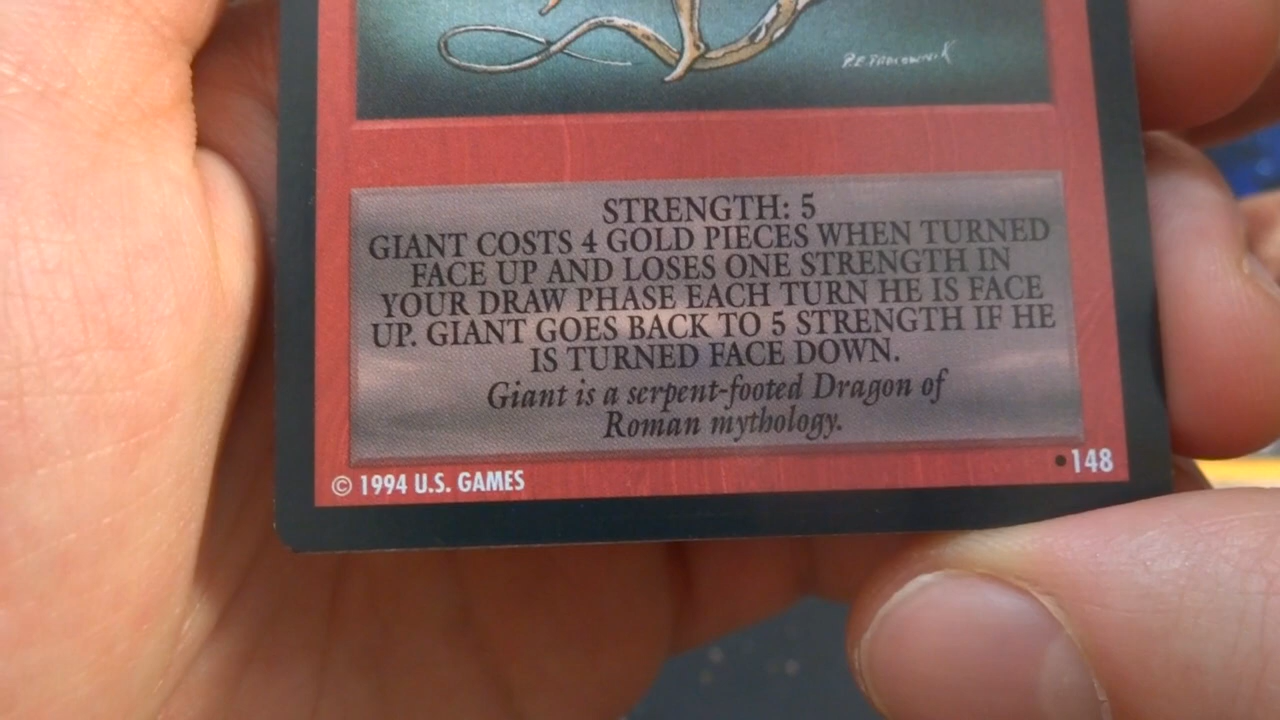 STRENGTH: 5
GIANT COSTS 4 GOLD PIECES WHEN TURNED
FACE UP AND LOSES ONE STRENGTH IN
YOUR DRAW PHASE EACH TURN HE IS FACE
UP. GIANT GOES BACK TO 5 STRENGTH IF HE
IS TURNED FACE DOWN.
Giant is a serpent-footed Dragon of
Roman mythology.
© 1994 U.S. GAMES
•148